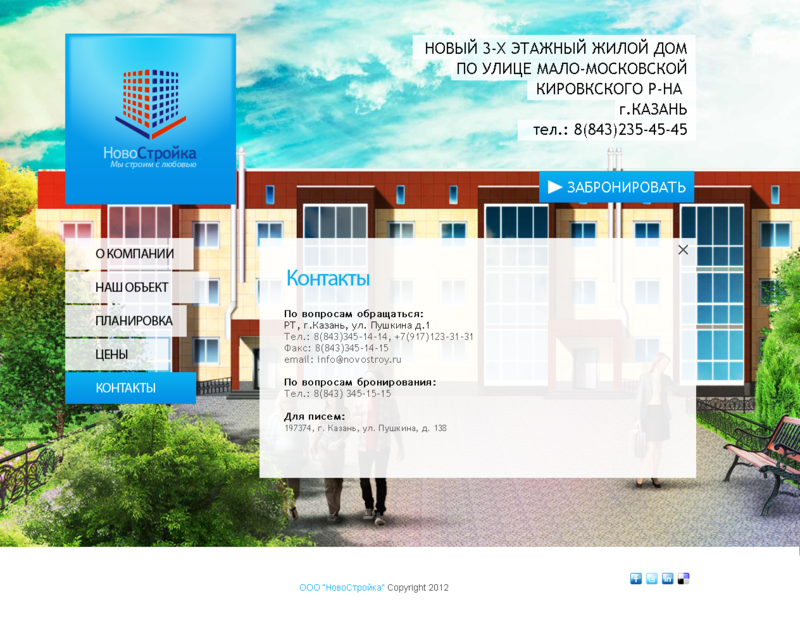 НовоСтройка
Мы строим с любовью
НОВЫЙ 3-Х ЭТАЖНЫЙ ЖИЛОЙ ДОМ
ПО УЛИЦЕ МАЛО-МОСКОВСКОЙ
КИРОВКСКОГО Р-НА
г.КАЗАНЬ
тел.: 8(843)235-45-45
ЗАБРОНИРОВАТЬ
О КОМПАНИИ
НАШ ОБЪЕКТ
ПЛАНИРОВКА
ЦЕНЫ
КОНТАКТЫ
Контакты
По вопросам обращаться:
РТ, г.Казань, ул. Пушкина д.1
Тел.: 8(843)345-14-14, +7(917)123-31-31
Факс: 8(843)345-14-15
email: info@novostroy.ru
По вопросам бронирования:
Тел.: 8(843) 345-15-15
Для писем:
197374, г. Казань, ул. Пушкина, д. 138
ООО "НовоСтройка" Copyright 2012